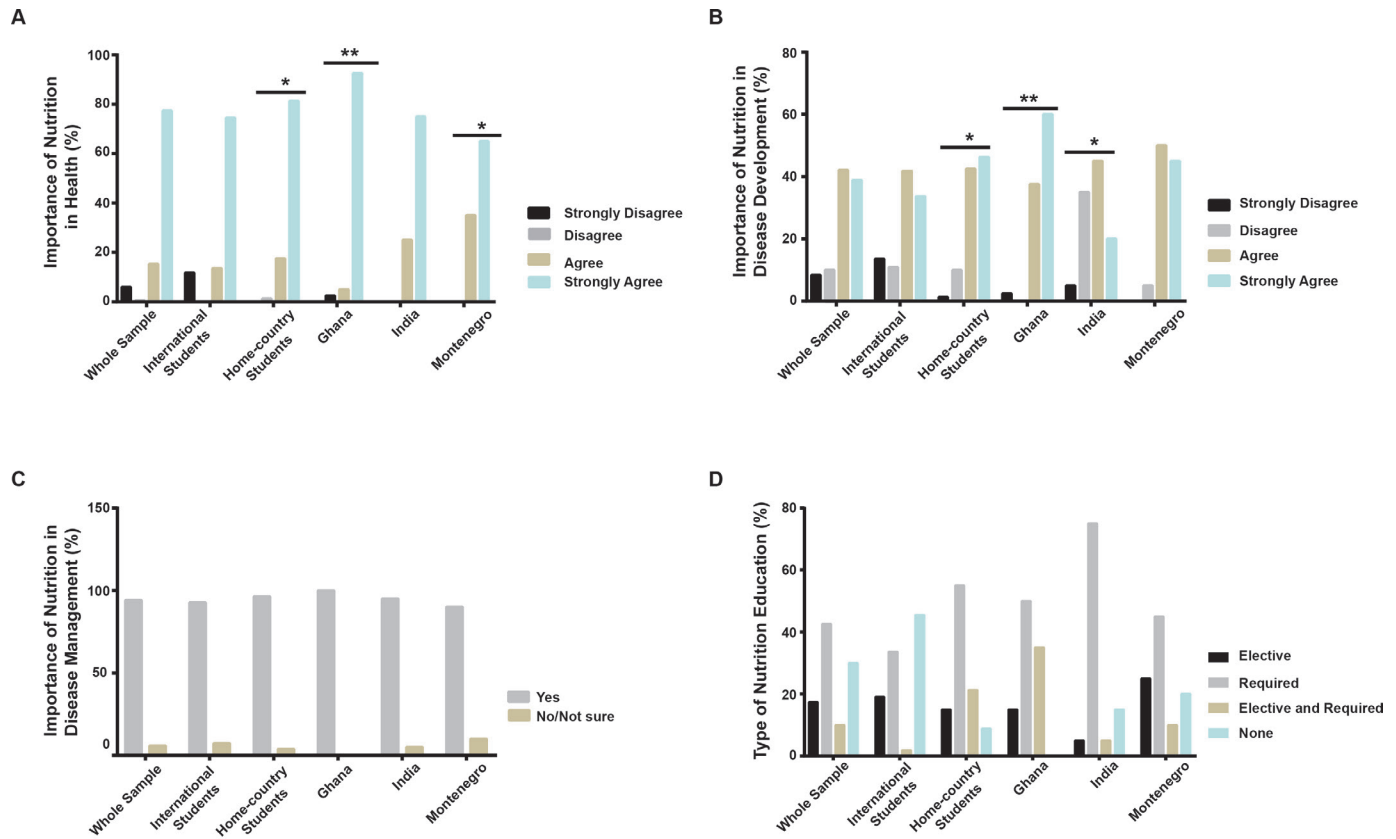 A
Importance of Nutrition
in Health (%)
100
80
60
40
20
0
*
**
*
Whole Sample
International
Students
Home-country
Students
Ghana
India
Montenegro
Strongly Disagree
Disagree
Agree
Strongly Agree
B
Importance of Nutrition in
Disease Development (%)
80
60
40
20
0
*
**
*
Whole Sample
International
Students
Home-country
Students
Ghana
India
Montenegro
Strongly Disagree
Disagree
Agree
Strongly Agree
C
Importance of Nutrition in
Disease Management (%)
150
100
50
0
Whole Sample
International
Students
Home-country
Students
Ghana
India
Montenegro
Yes
No/Not sure
D
Type of Nutrition Education (%)
80
60
40
20
0
Whole Sample
International
Students
Home-country
Students
Ghana
India
Montenegro
Elective
Required
Elective and Required
None